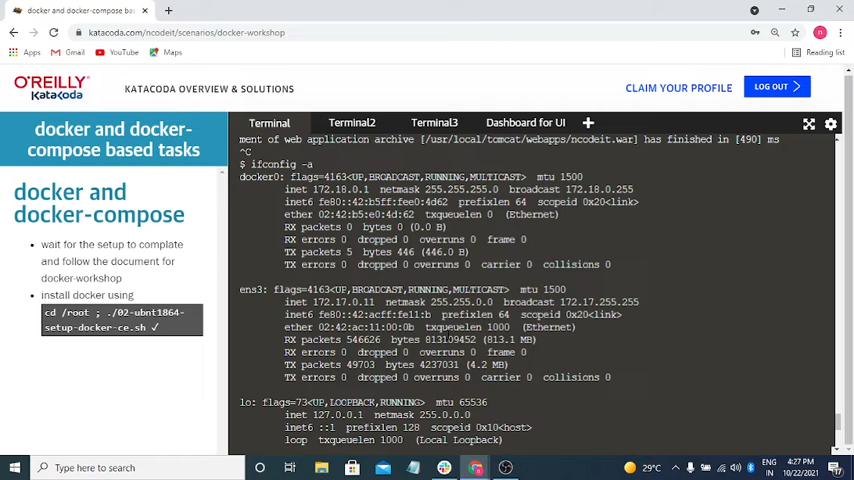 docker and docker-compose based tasks
katacoda.com/ncodeit/scenarios/docker-workshop
n
Apps
Gmail
YouTube
Maps
Reading list
O'REILLY
Katakoda
KATACODA OVERVIEW & SOLUTIONS
CLAIM YOUR PROFILE
LOG OUT
docker and docker-
compose based tasks
docker and
docker-compose
wait for the setup to complete
and follow the document for
docker-workshop
install docker using
cd /root ; ./02-ubnt1864-
setup-docker-ce.sh ✓
Terminal
Terminal2
Terminal3
Dashboard for UI
ment of web application archive [/usr/local/tomcat/webapps/ncodeit.war] has finished in [490] ms
^C
$ ifconfig -a
docker0: flags=4163<UP,BROADCAST,RUNNING,MULTICAST>  mtu 1500
inet 172.18.0.1  netmask 255.255.255.0  broadcast 172.18.0.255
inet6 fe80::42:b5ff:fee0:4d62  prefixlen 64  scopeid 0x20<link>
ether 02:42:b5:e0:4d:62  txqueuelen 0  (Ethernet)
RX packets 0  bytes 0 (0.0 B)
RX errors 0  dropped 0  overruns 0  frame 0
TX packets 5  bytes 446 (446.0 B)
TX errors 0  dropped 0 overruns 0  carrier 0  collisions 0
ens3: flags=4163<UP,BROADCAST,RUNNING,MULTICAST>  mtu 1500
inet 172.17.0.11  netmask 255.255.0.0  broadcast 172.17.255.255
inet6 fe80::42:acff:fe11:b  prefixlen 64  scopeid 0x20<link>
ether 02:42:ac:11:00:0b  txqueuelen 1000  (Ethernet)
RX packets 546626  bytes 813109452 (813.1 MB)
RX errors 0  dropped 0  overruns 0  frame 0
TX packets 49703  bytes 4237031 (4.2 MB)
TX errors 0  dropped 0 overruns 0  carrier 0  collisions 0
lo: flags=73<UP,LOOPBACK,RUNNING>  mtu 65536
inet 127.0.0.1  netmask 255.0.0.0
inet6 ::1  prefixlen 128  scopeid 0x10<host>
loop  txqueuelen 1000  (Local Loopback)
Type here to search
29°C
ENG
IN
4:27 PM
10/22/2021
17